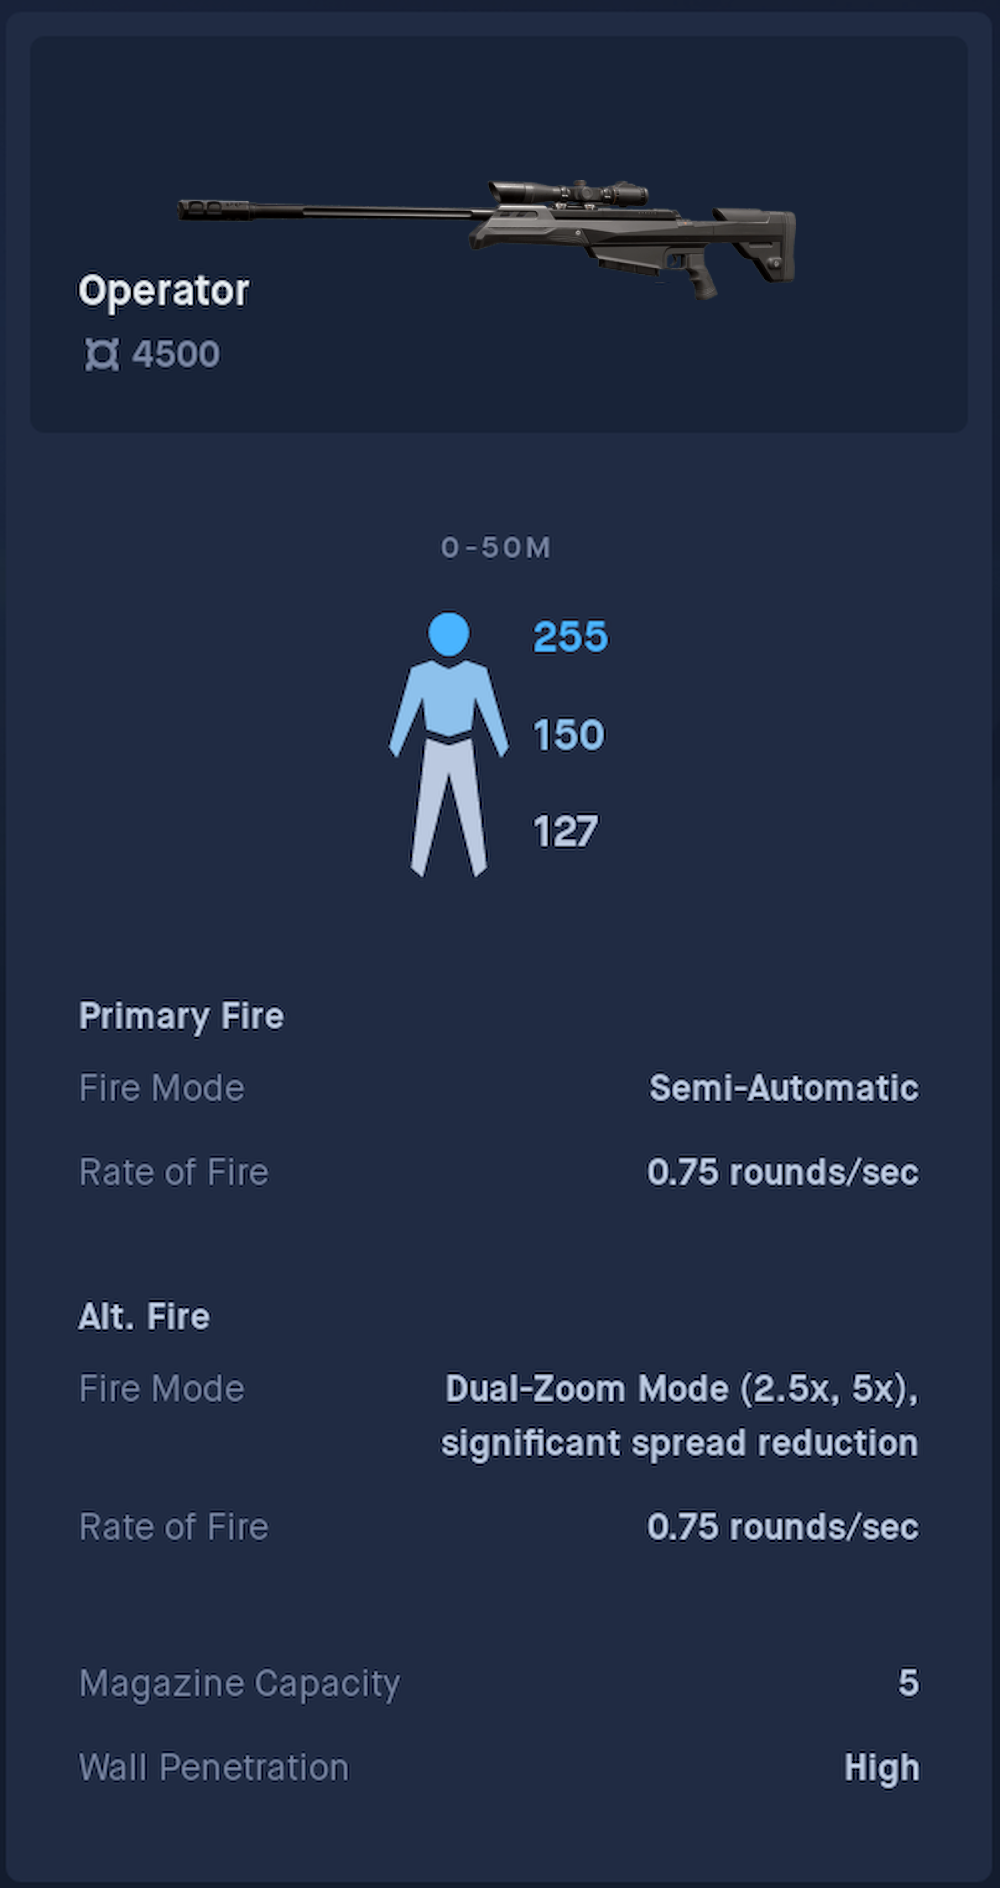 Operator
¤ 4500
0-50M
255
150
127
Primary Fire
Fire Mode Semi-Automatic
Rate of Fire 0.75 rounds/sec
Alt. Fire
Fire Mode Dual-Zoom Mode (2.5x, 5x),
significant spread reduction
Rate of Fire 0.75 rounds/sec
Magazine Capacity 5
Wall Penetration High